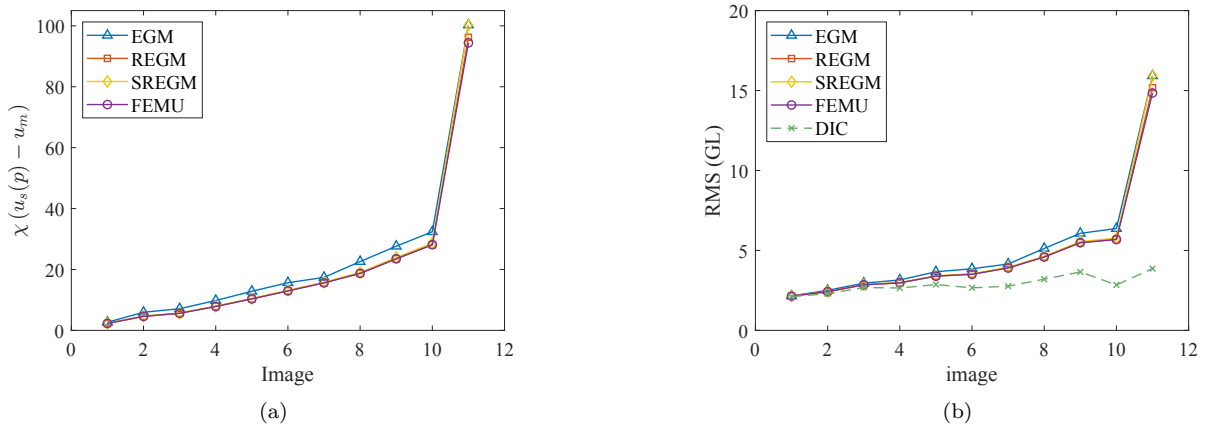 100
80
60
40
20
0
χ (u_s(p) − u_m)
EGM
REGM
SREGM
FEMU
0 2 4 6 8 10 12
Image
(a)
20
15
10
5
0
RMS (GL)
EGM
REGM
SREGM
FEMU
DIC
0 2 4 6 8 10 12
image
(b)